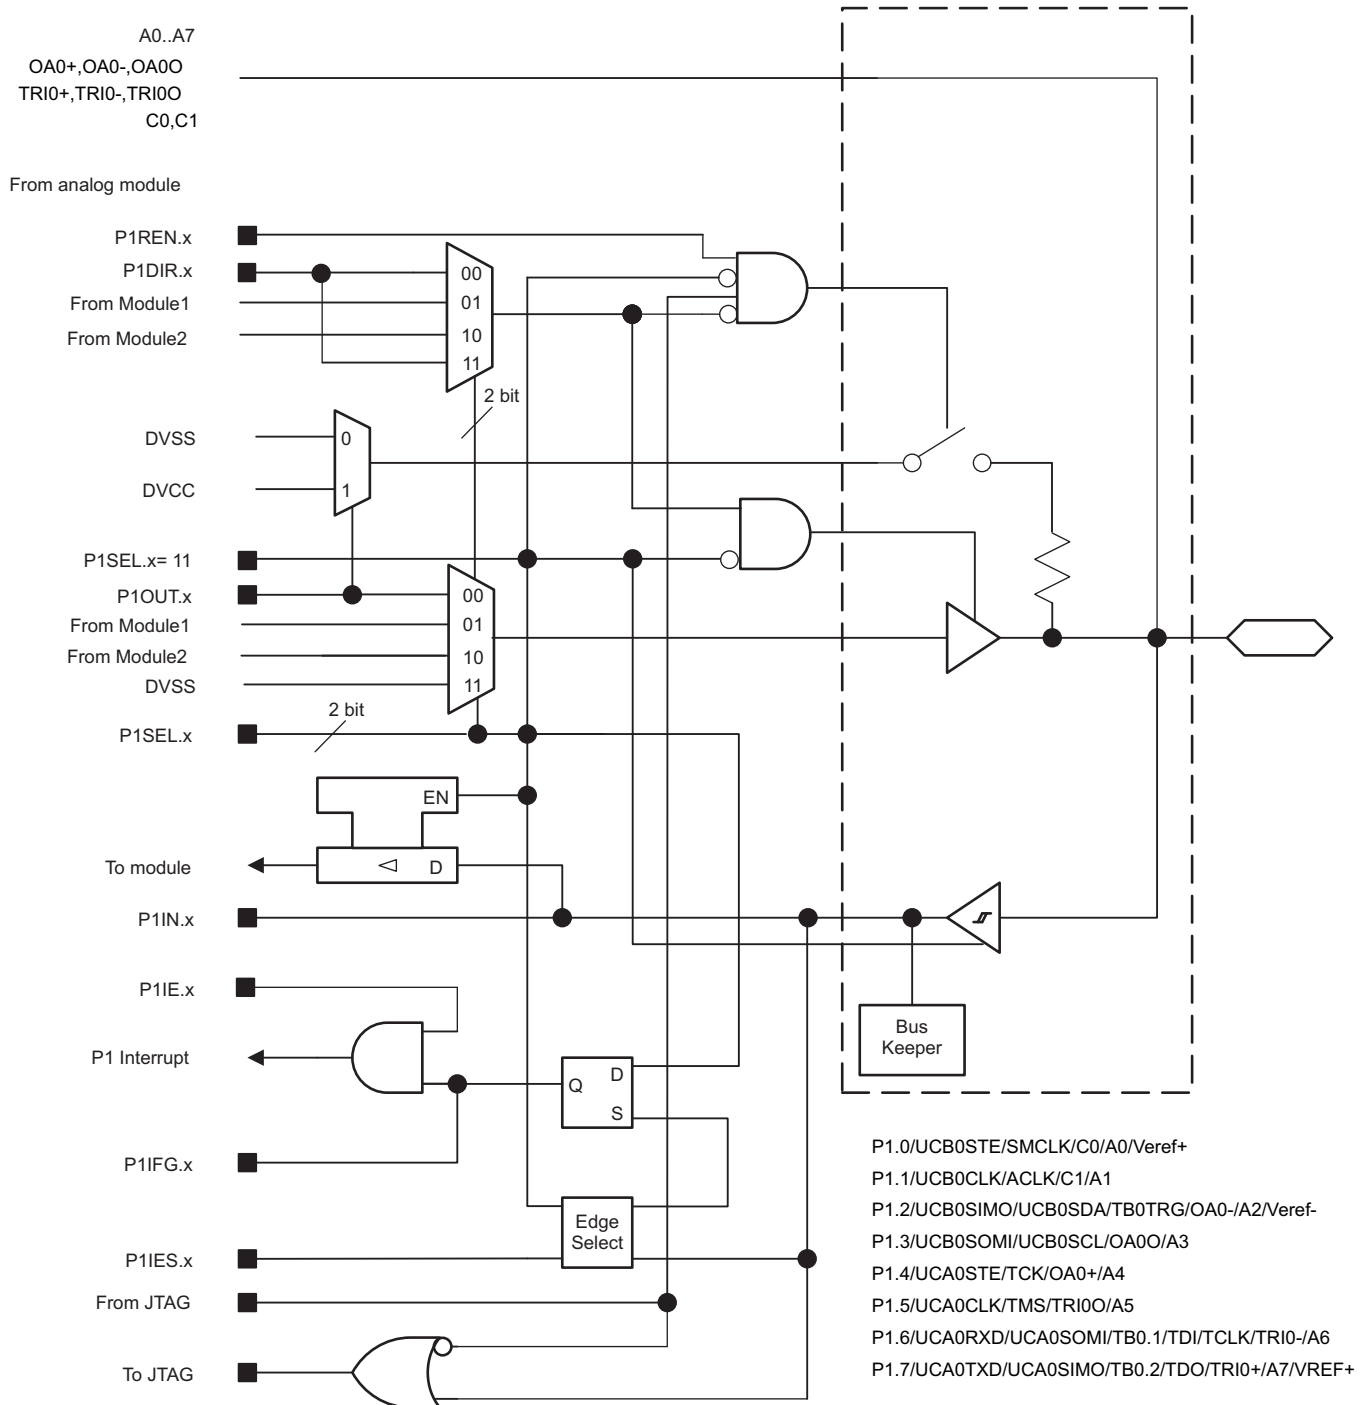 A0..A7
OA0+,OA0-,OA0O
TRI0+,TRI0-,TRI0O
C0,C1
From analog module
P1REN.x
P1DIR.x
From Module1
From Module2
00
01
10
11
2 bit
DVSS
DVCC
0
1
P1SEL.x= 11
P1OUT.x
From Module1
From Module2
DVSS
00
01
10
11
P1SEL.x
2 bit
EN
D
To module
P1IN.x
P1IE.x
P1 Interrupt
P1IFG.x
Q
D
S
Bus
Keeper
Edge
Select
P1IES.x
From JTAG
To JTAG
P1.0/UCB0STE/SMCLK/C0/A0/Veref+
P1.1/UCB0CLK/ACLK/C1/A1
P1.2/UCB0SIMO/UCB0SDA/TB0TRG/OA0-/A2/Veref-
P1.3/UCB0SOMI/UCB0SCL/OA0O/A3
P1.4/UCA0STE/TCK/OA0+/A4
P1.5/UCA0CLK/TMS/TRI0O/A5
P1.6/UCA0RXD/UCA0SOMI/TB0.1/TDI/TCLK/TRI0-/A6
P1.7/UCA0TXD/UCA0SIMO/TB0.2/TDO/TRI0+/A7/VREF+